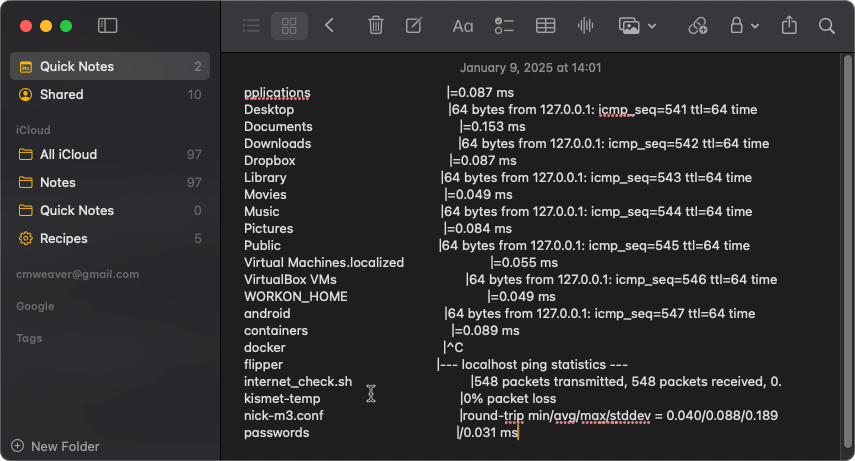 Quick Notes 2
Shared 10
iCloud
All iCloud 97
Notes 97
Quick Notes 0
Recipes 5
cmweaver@gmail.com
Google
Tags
New Folder
Aa
January 9, 2025 at 14:01
pplications |=0.087 ms
Desktop |64 bytes from 127.0.0.1: icmp_seq=541 ttl=64 time
Documents |=0.153 ms
Downloads |64 bytes from 127.0.0.1: icmp_seq=542 ttl=64 time
Dropbox |=0.087 ms
Library |64 bytes from 127.0.0.1: icmp_seq=543 ttl=64 time
Movies |=0.049 ms
Music |64 bytes from 127.0.0.1: icmp_seq=544 ttl=64 time
Pictures |=0.084 ms
Public |64 bytes from 127.0.0.1: icmp_seq=545 ttl=64 time
Virtual Machines.localized |=0.055 ms
VirtualBox VMs |64 bytes from 127.0.0.1: icmp_seq=546 ttl=64 time
WORKON_HOME |=0.049 ms
android |64 bytes from 127.0.0.1: icmp_seq=547 ttl=64 time
containers |=0.089 ms
docker |^C
flipper |--- localhost ping statistics ---
internet_check.sh |548 packets transmitted, 548 packets received, 0.
kismet-temp |0% packet loss
nick-m3.conf |round-trip min/avg/max/stddev = 0.040/0.088/0.189
passwords |/0.031 ms